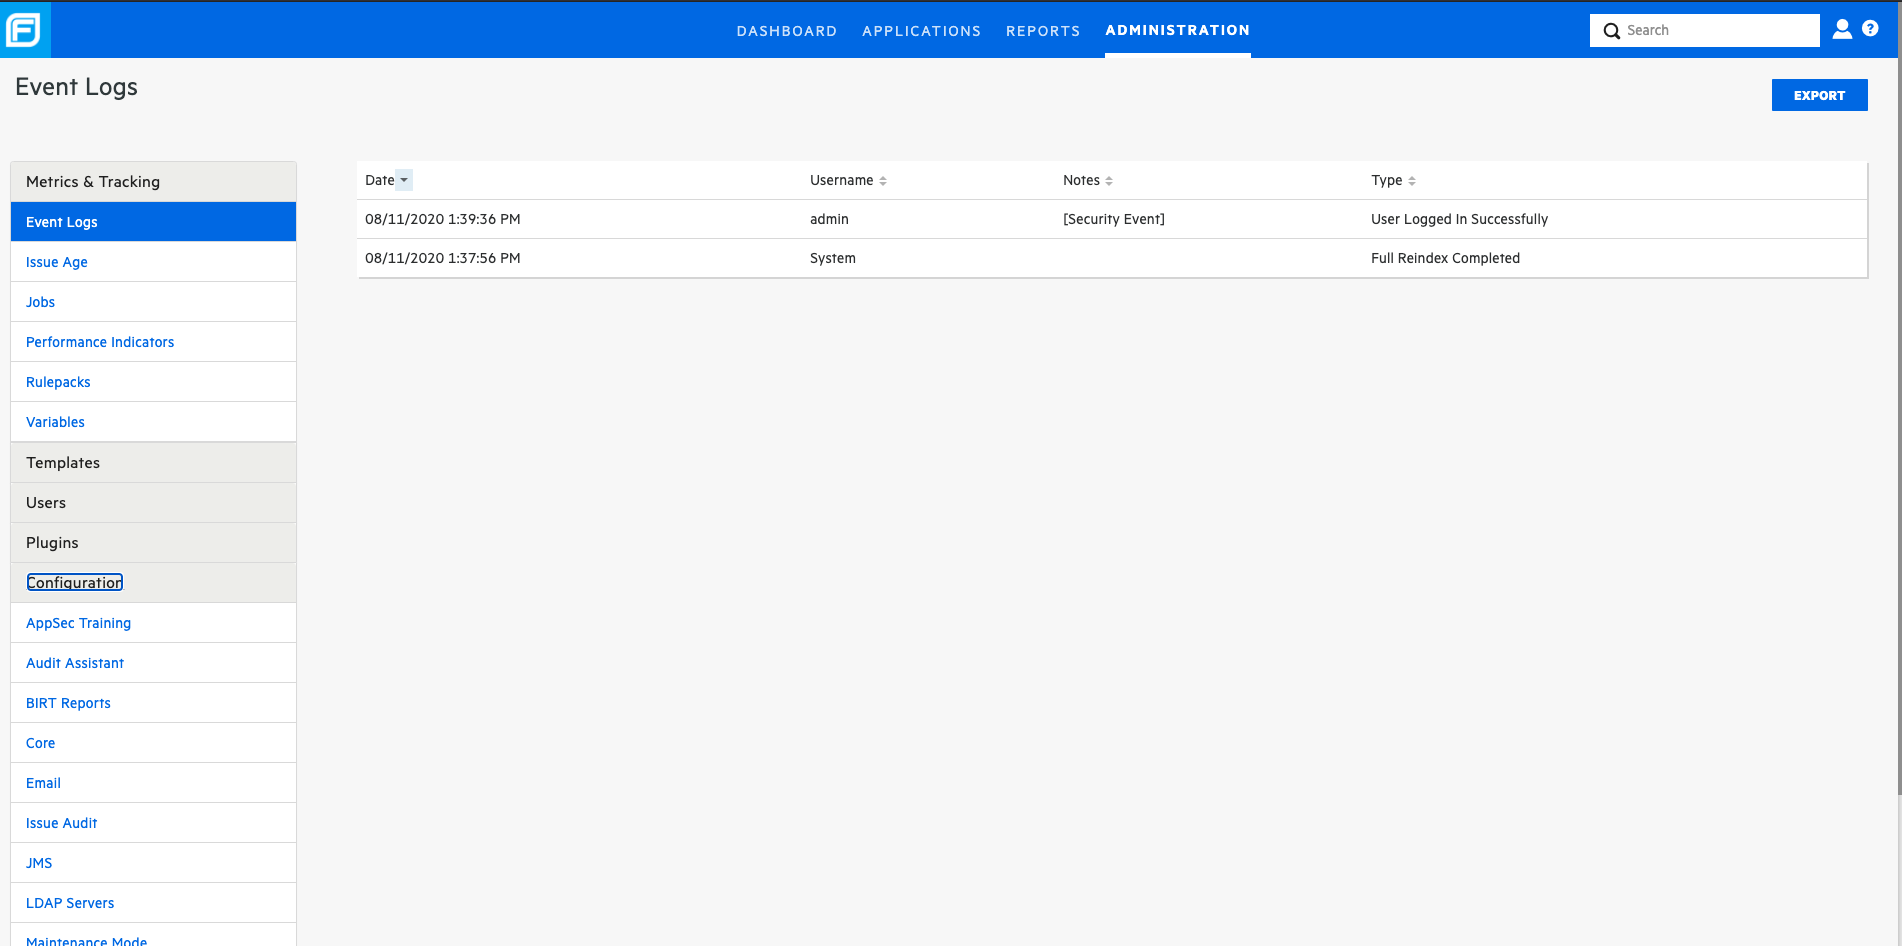 DASHBOARD APPLICATIONS REPORTS ADMINISTRATION Search
Event Logs
EXPORT
Metrics & Tracking
Event Logs
Issue Age
Jobs
Performance Indicators
Rulepacks
Variables
Templates
Users
Plugins
Configuration
AppSec Training
Audit Assistant
BIRT Reports
Core
Email
Issue Audit
JMS
LDAP Servers
Maintenance Mode
Date Username Notes Type
08/11/2020 1:39:36 PM admin [Security Event] User Logged In Successfully
08/11/2020 1:37:56 PM System Full Reindex Completed